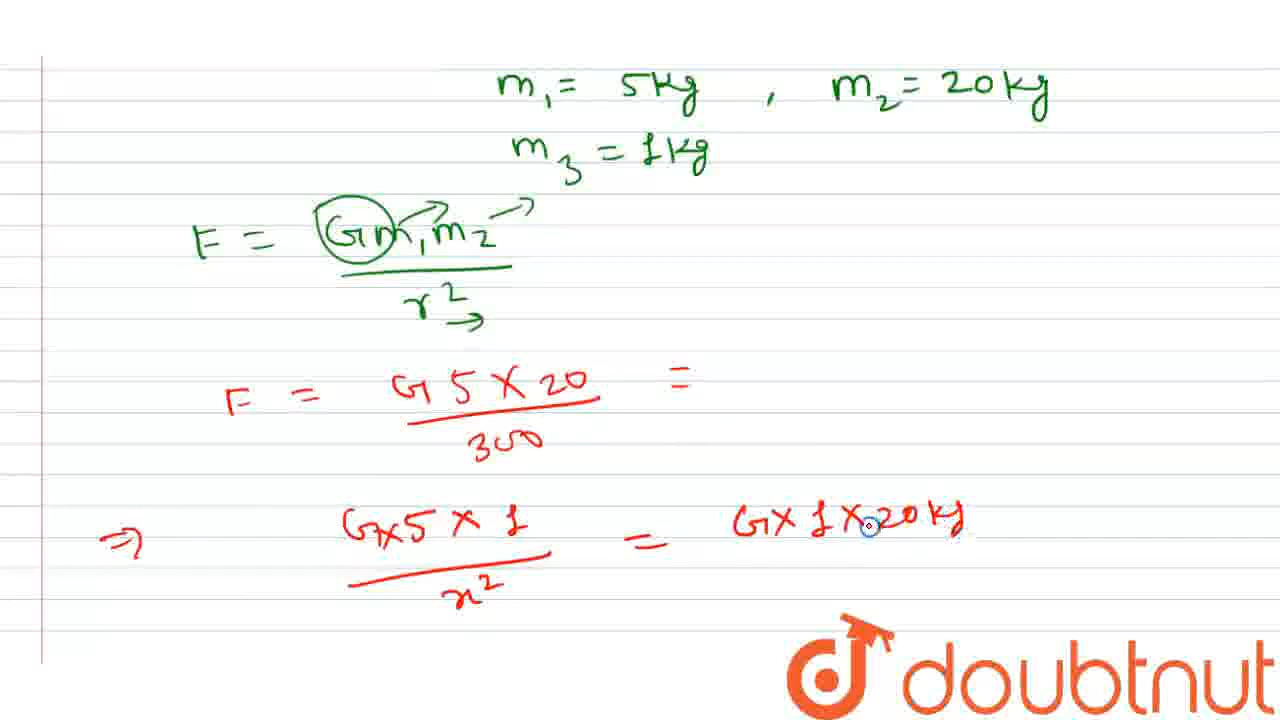 m₁ = 5kg , m₂ = 20kg
m₃ = 1kg
F = Gm₁m₂ / r²
F = G 5 × 20 / 300 =
⇒ G × 5 × 1 / x² = G × 1 × 20 kg
doubtnut